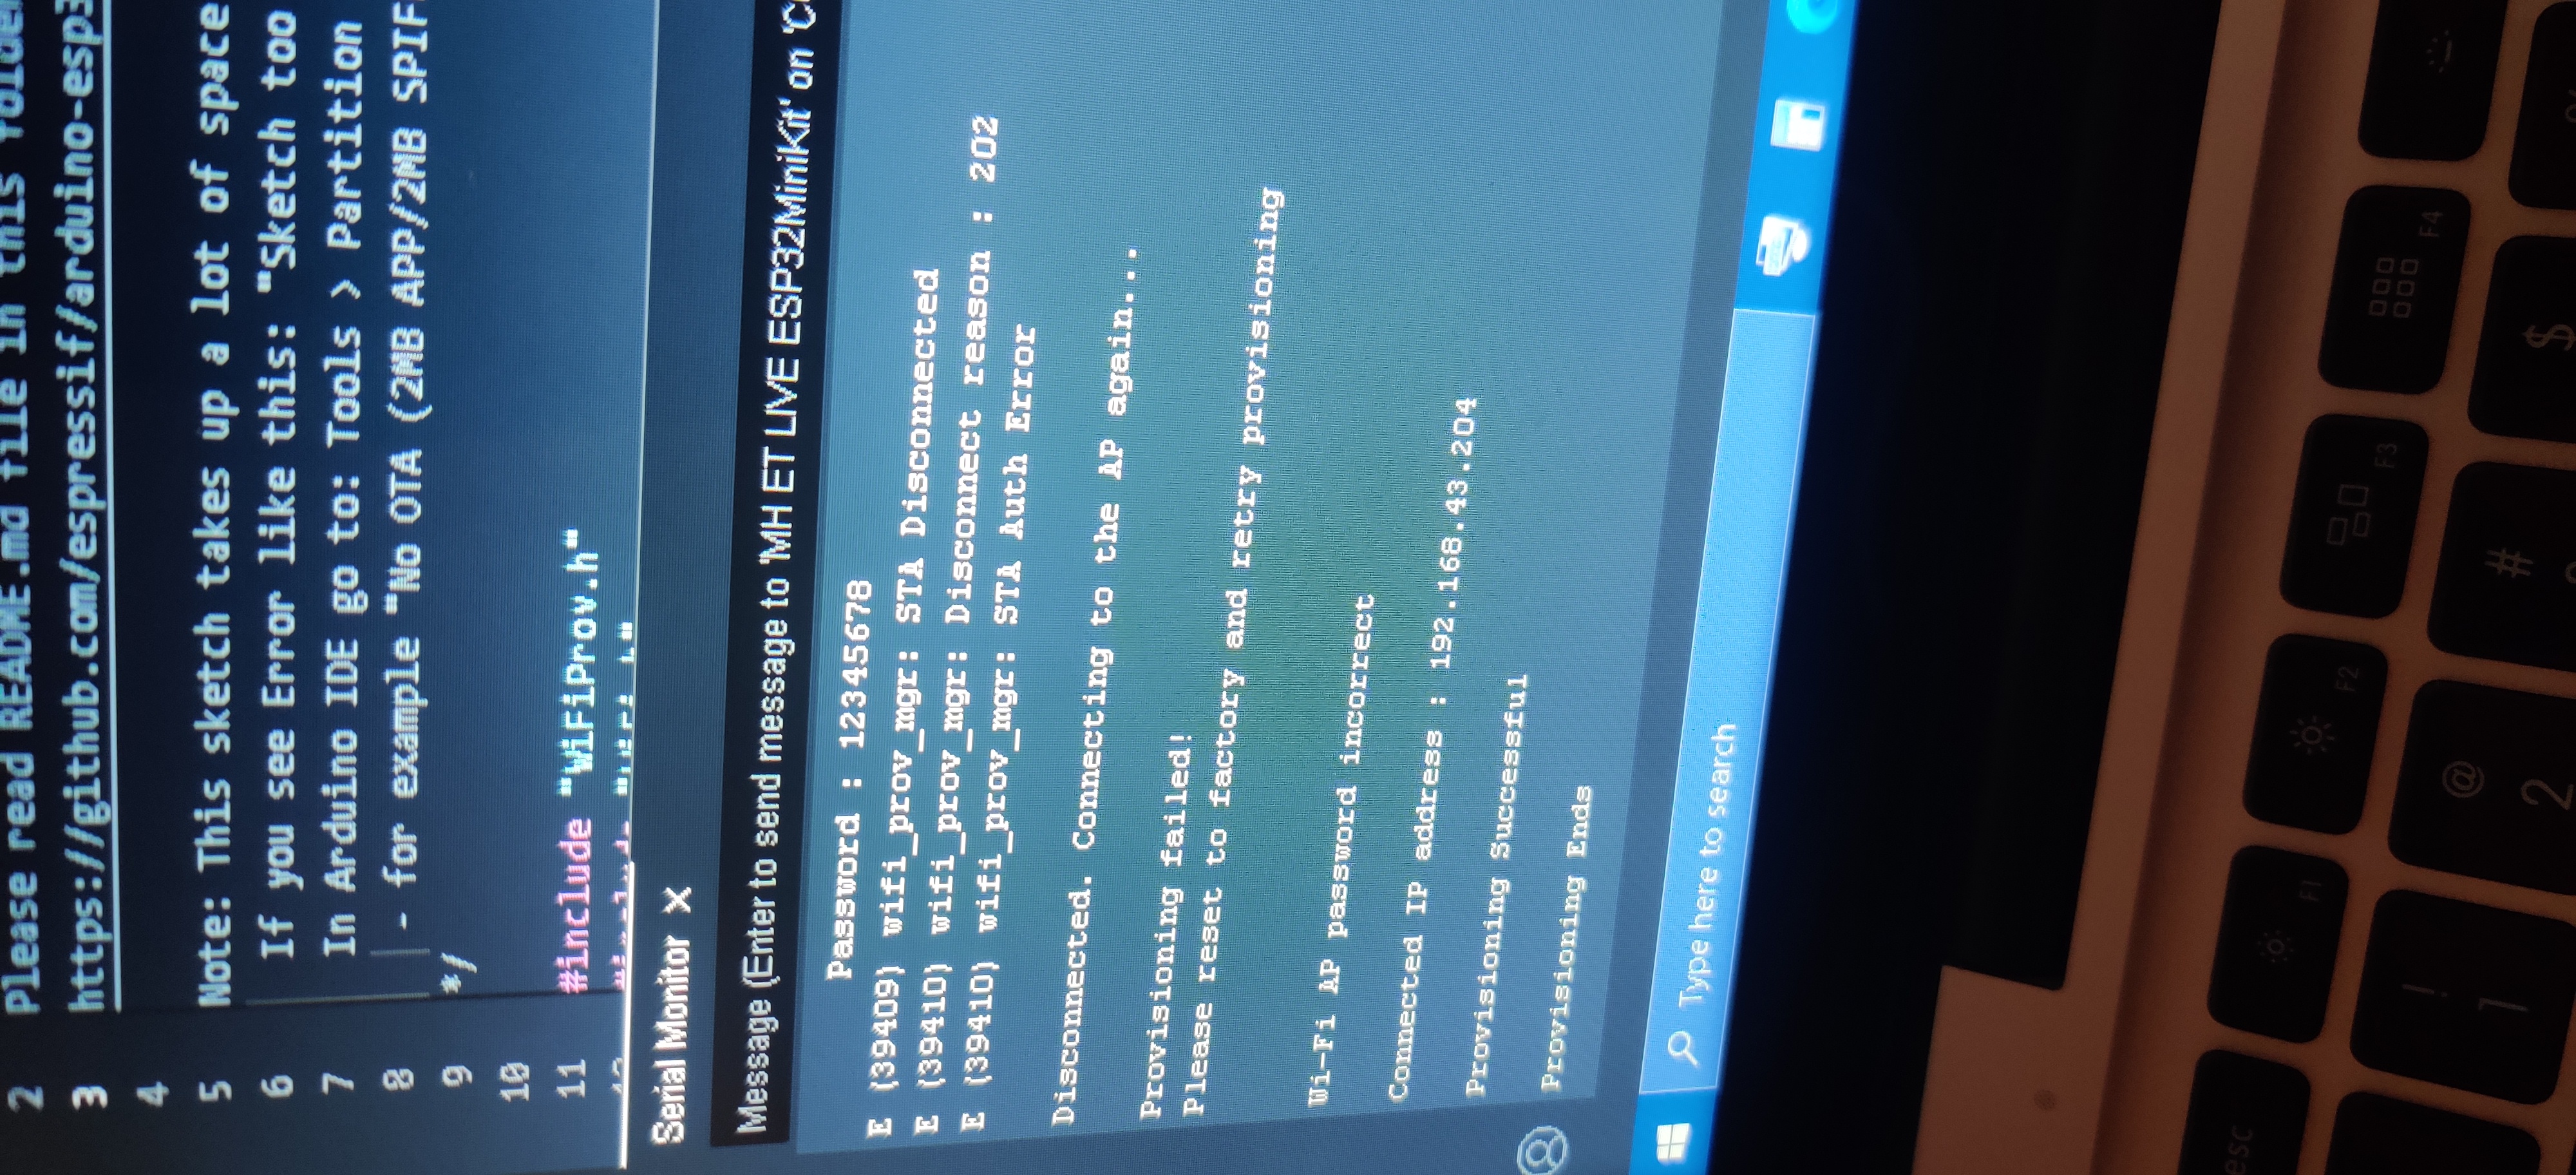 2 Please read README.md file in this folder
3 https://github.com/espressif/arduino-esp3
4
5 Note: This sketch takes up a lot of space
6 If you see Error like this: "Sketch too
7 In Arduino IDE go to: Tools > Partition
8 - for example "No OTA (2MB APP/2MB SPIF
9 */
10
11 #include "WiFiProv.h"
Serial Monitor X
Message (Enter to send message to 'MH ET LIVE ESP32MiniKit' on 'C
Password : 12345678
E (39409) wifi_prov_mgr: STA Disconnected
E (39410) wifi_prov_mgr: Disconnect reason : 202
E (39410) wifi_prov_mgr: STA Auth Error
Disconnected. Connecting to the AP again...
Provisioning failed!
Please reset to factory and retry provisioning
Wi-Fi AP password incorrect
Connected IP address : 192.168.43.204
Provisioning Successful
Provisioning Ends
Type here to search
esc
F1
F2
F3
F4
!
1
@
2
#
$